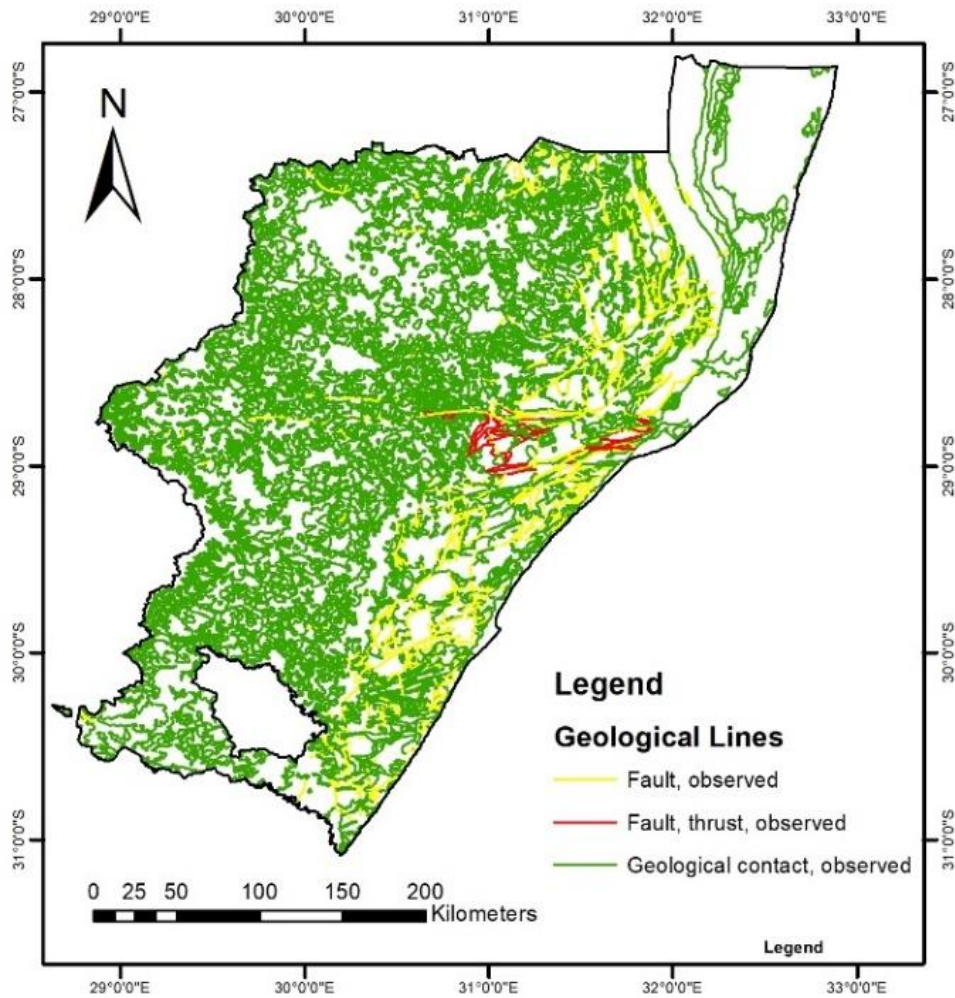 29°0'0"E 30°0'0"E 31°0'0"E 32°0'0"E 33°0'0"E
27°0'0"S
28°0'0"S
29°0'0"S
30°0'0"S
31°0'0"S
N
27°0'0"S
28°0'0"S
29°0'0"S
30°0'0"S
31°0'0"S
Legend
Geological Lines
Fault, observed
Fault, thrust, observed
Geological contact, observed
0 25 50 100 150 200
Kilometers
Legend
29°0'0"E 30°0'0"E 31°0'0"E 32°0'0"E 33°0'0"E